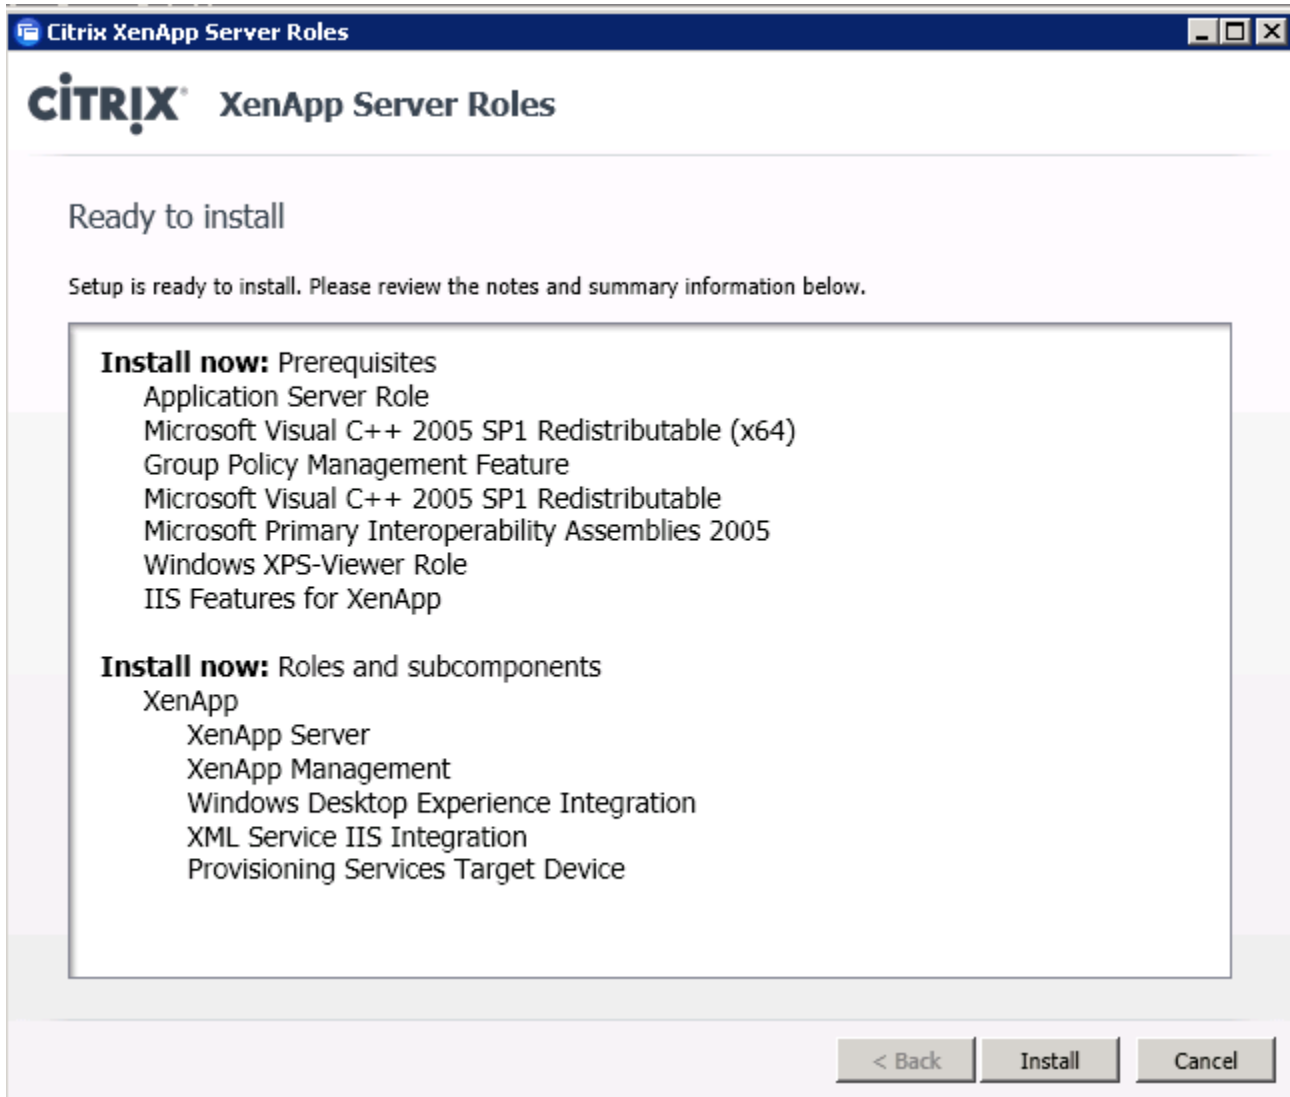 Citrix XenApp Server Roles
CİTRIX® XenApp Server Roles
Ready to install
Setup is ready to install. Please review the notes and summary information below.
Install now: Prerequisites
Application Server Role
Microsoft Visual C++ 2005 SP1 Redistributable (x64)
Group Policy Management Feature
Microsoft Visual C++ 2005 SP1 Redistributable
Microsoft Primary Interoperability Assemblies 2005
Windows XPS-Viewer Role
IIS Features for XenApp
Install now: Roles and subcomponents
XenApp
XenApp Server
XenApp Management
Windows Desktop Experience Integration
XML Service IIS Integration
Provisioning Services Target Device
< Back Install Cancel